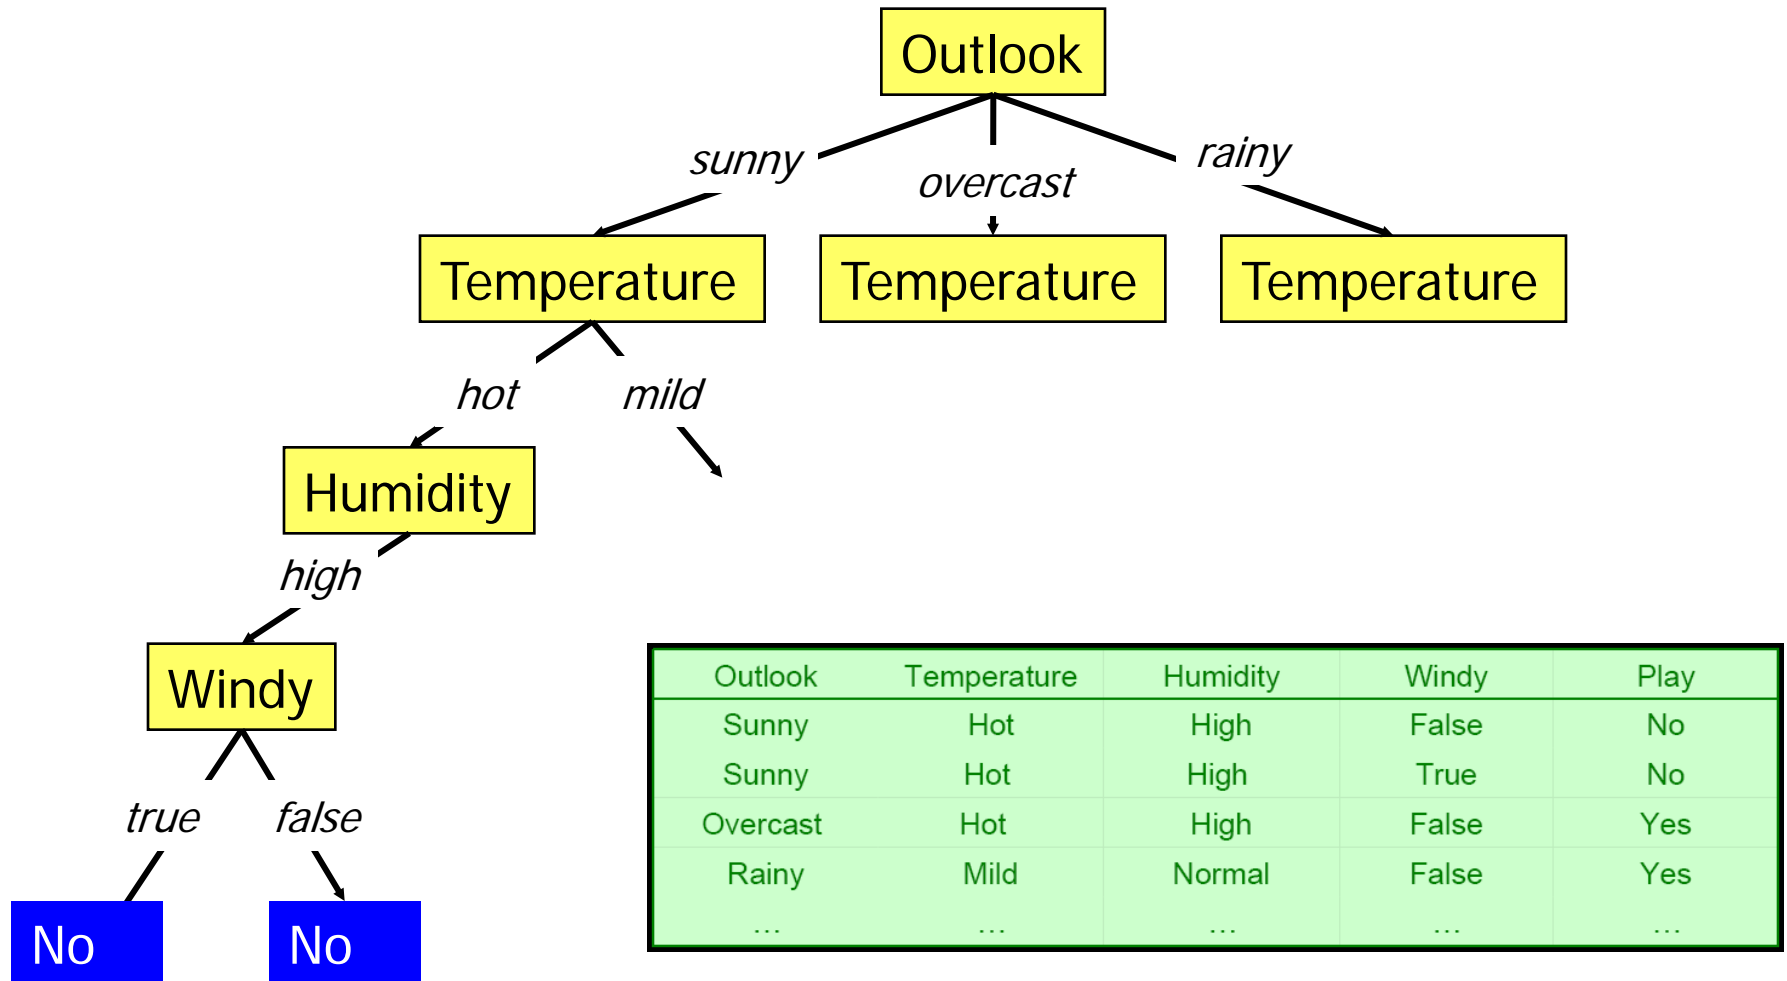 Outlook
sunny
overcast
rainy
Temperature
Temperature
Temperature
hot
mild
Humidity
high
Windy
true
false
No
No
Outlook Temperature Humidity Windy Play
Sunny Hot High False No
Sunny Hot High True No
Overcast Hot High False Yes
Rainy Mild Normal False Yes
... ... ... ... ...